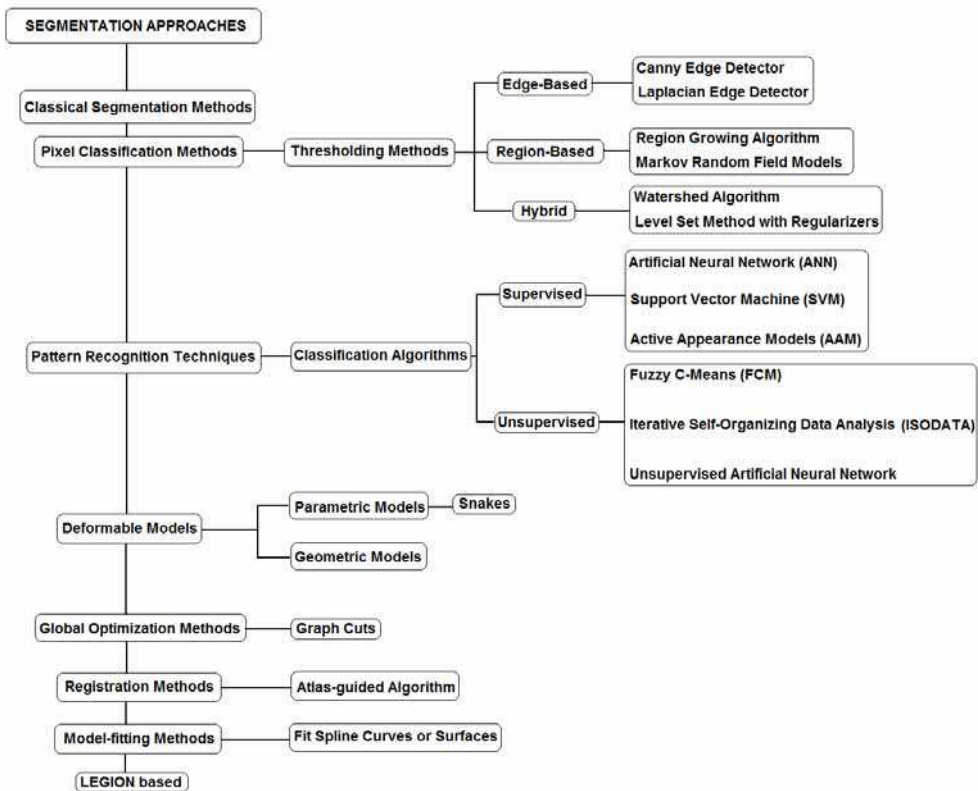 SEGMENTATION APPROACHES
Classical Segmentation Methods
Pixel Classification Methods
Thresholding Methods
Edge-Based
Canny Edge Detector
Laplacian Edge Detector
Region-Based
Region Growing Algorithm
Markov Random Field Models
Hybrid
Watershed Algorithm
Level Set Method with Regularizers
Pattern Recognition Techniques
Classification Algorithms
Supervised
Artificial Neural Network (ANN)
Support Vector Machine (SVM)
Active Appearance Models (AAM)
Unsupervised
Fuzzy C-Means (FCM)
Iterative Self-Organizing Data Analysis (ISODATA)
Unsupervised Artificial Neural Network
Deformable Models
Parametric Models
Snakes
Geometric Models
Global Optimization Methods
Graph Cuts
Registration Methods
Atlas-guided Algorithm
Model-fitting Methods
Fit Spline Curves or Surfaces
LEGION based